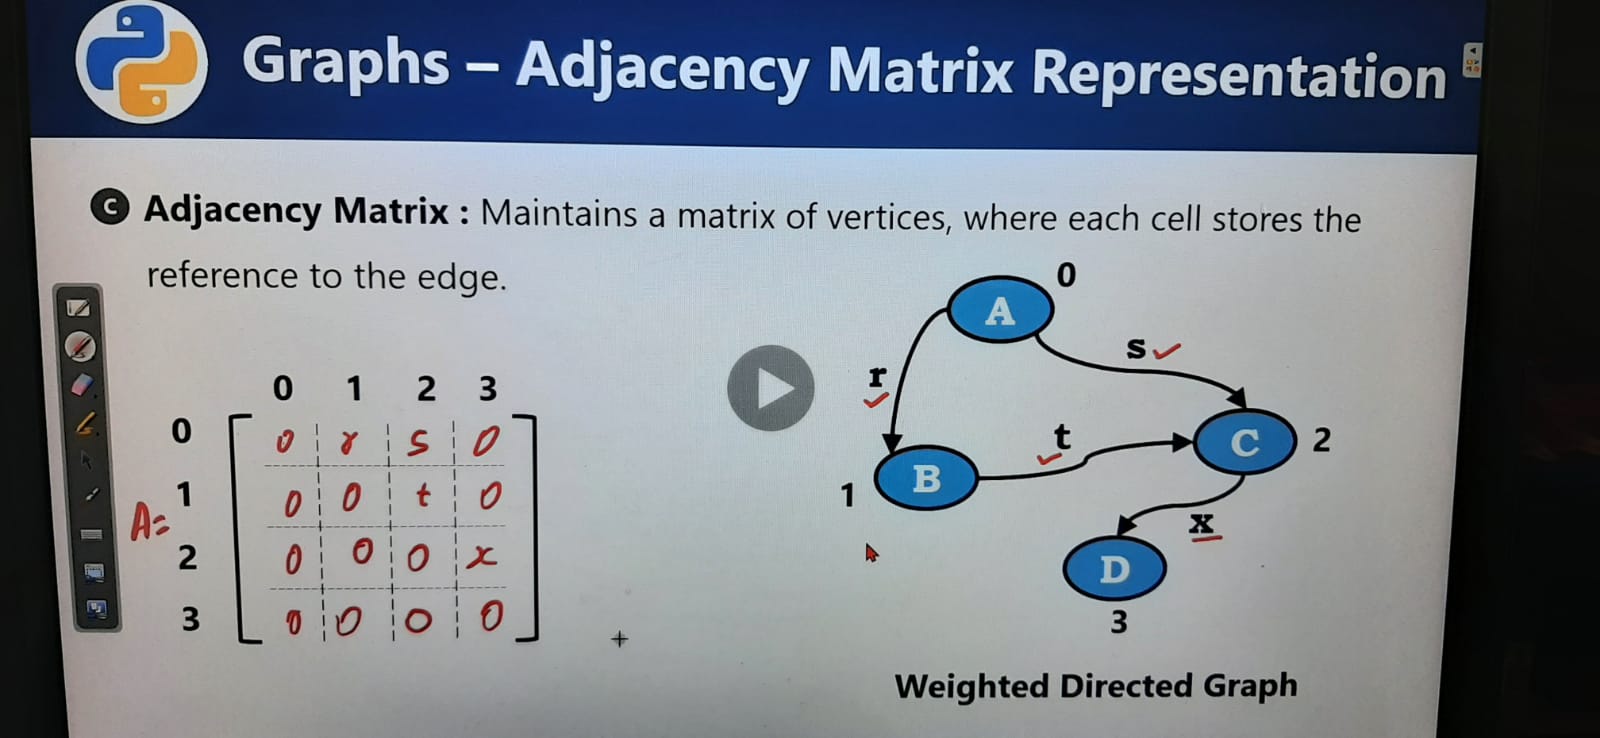 Graphs – Adjacency Matrix Representation
C Adjacency Matrix : Maintains a matrix of vertices, where each cell stores the
reference to the edge.
0 1 2 3
0 0 r s 0
1 0 0 t 0
A=
2 0 0 0 x
3 0 0 0 0
A 0
s
r
t
B 1
C 2
x
D
3
Weighted Directed Graph